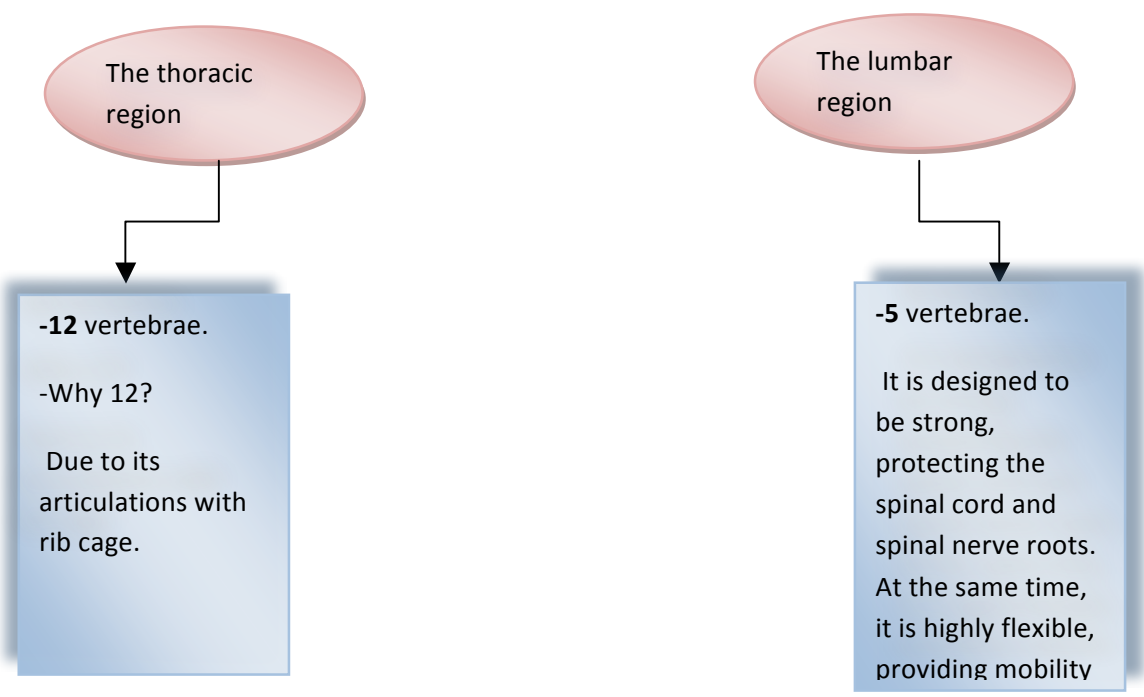 The thoracic
region
-12 vertebrae.
-Why 12?
Due to its
articulations with
rib cage.
The lumbar
region
-5 vertebrae.
It is designed to
be strong,
protecting the
spinal cord and
spinal nerve roots.
At the same time,
it is highly flexible,
providing mobility